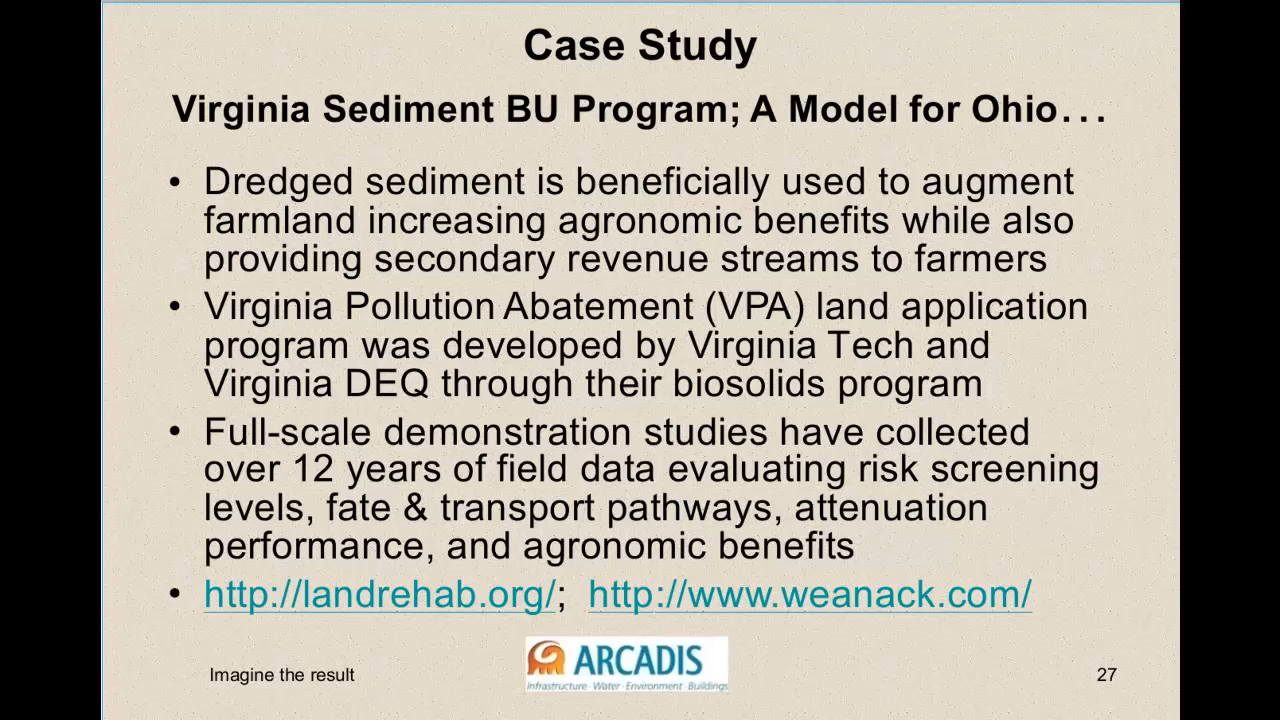 Case Study
Virginia Sediment BU Program; A Model for Ohio…
• Dredged sediment is beneficially used to augment
farmland increasing agronomic benefits while also
providing secondary revenue streams to farmers
• Virginia Pollution Abatement (VPA) land application
program was developed by Virginia Tech and
Virginia DEQ through their biosolids program
• Full-scale demonstration studies have collected
over 12 years of field data evaluating risk screening
levels, fate & transport pathways, attenuation
performance, and agronomic benefits
• http://landrehab.org/; http://www.weanack.com/
ARCADIS
Infrastructure · Water · Environment · Buildings
Imagine the result
27